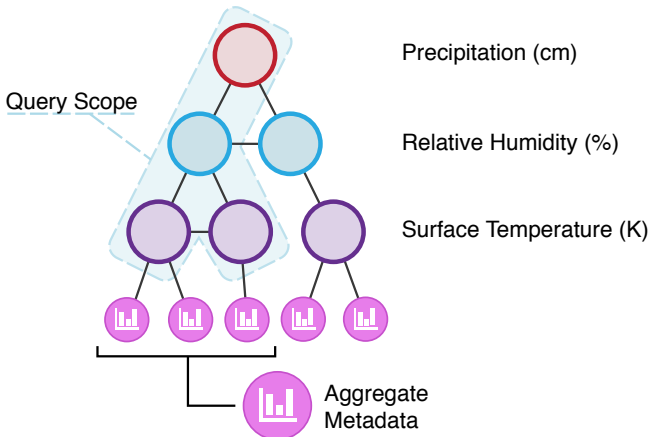 Precipitation (cm)
Query Scope
Relative Humidity (%)
Surface Temperature (K)
Aggregate
Metadata